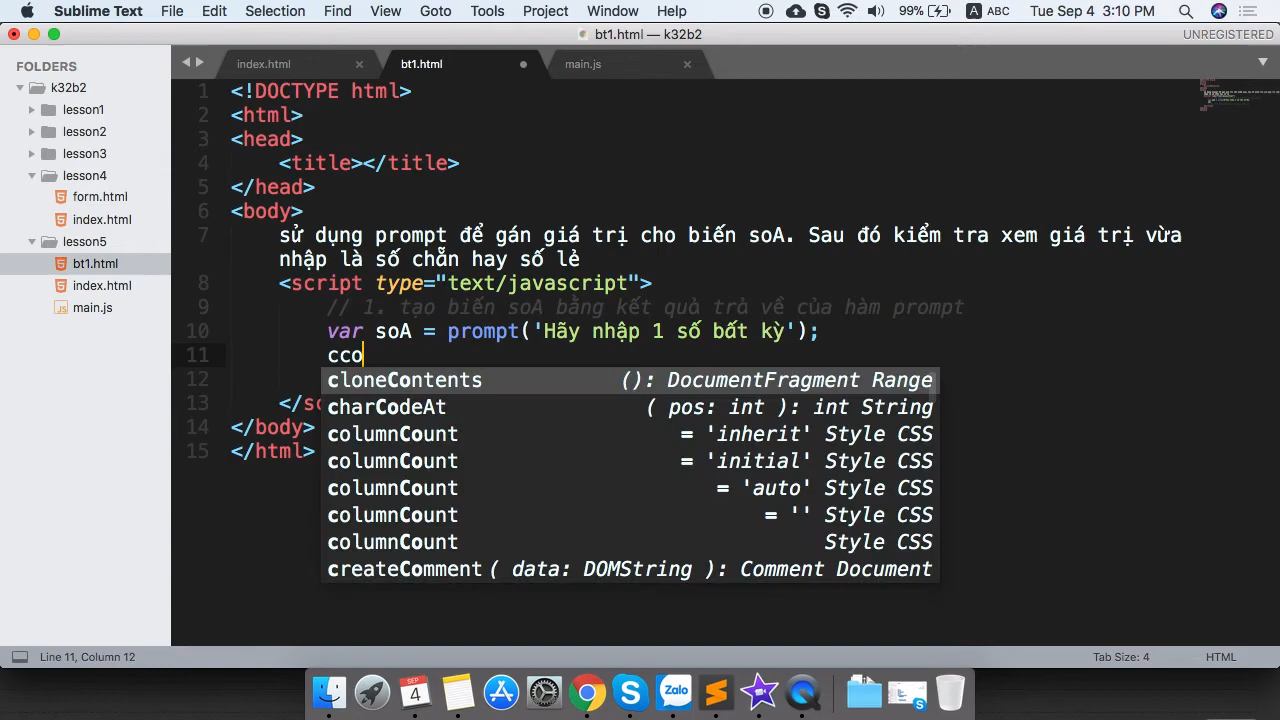 Sublime Text File Edit Selection Find View Goto Tools Project Window Help 99% A ABC Tue Sep 4 3:10 PM
bt1.html — k32b2 UNREGISTERED
FOLDERS
k32b2
lesson1
lesson2
lesson3
lesson4
form.html
index.html
lesson5
bt1.html
index.html
main.js
index.html bt1.html main.js
1 <!DOCTYPE html>
2 <html>
3 <head>
4 <title></title>
5 </head>
6 <body>
7 sử dụng prompt để gán giá trị cho biến soA. Sau đó kiểm tra xem giá trị vừa
nhập là số chẵn hay số lẻ
8 <script type="text/javascript">
9 // 1. tạo biến soA bằng kết quả trả về của hàm prompt
10 var soA = prompt('Hãy nhập 1 số bất kỳ');
11 cco
12
13 </sc
14 </body>
15 </html>
cloneContents (): DocumentFragment Range
charCodeAt ( pos: int ): int String
columnCount = 'inherit' Style CSS
columnCount = 'initial' Style CSS
columnCount = 'auto' Style CSS
columnCount = '' Style CSS
columnCount Style CSS
createComment ( data: DOMString ): Comment Document
Line 11, Column 12 Tab Size: 4 HTML
SEP
4
Zalo